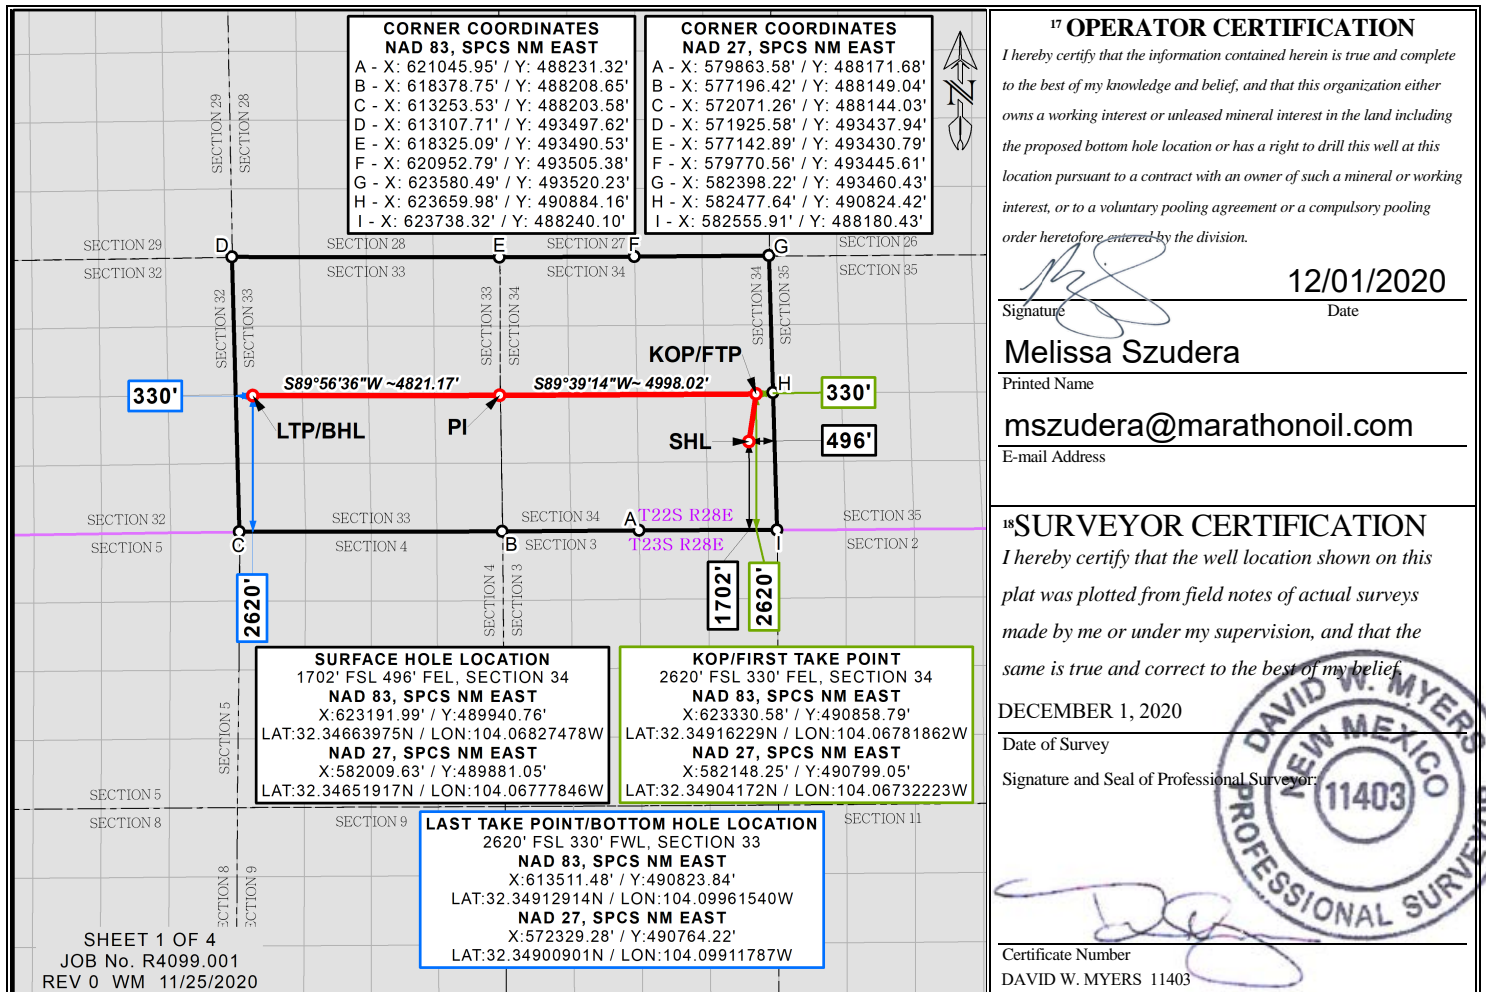 CORNER COORDINATES
NAD 83, SPCS NM EAST
A - X: 621045.95' / Y: 488231.32'
B - X: 618378.75' / Y: 488208.65'
C - X: 613253.53' / Y: 488203.58'
D - X: 613107.71' / Y: 493497.62'
E - X: 618325.09' / Y: 493490.53'
F - X: 620952.79' / Y: 493505.38'
G - X: 623580.49' / Y: 493520.23'
H - X: 623659.98' / Y: 490884.16'
I - X: 623738.32' / Y: 488240.10'
CORNER COORDINATES
NAD 27, SPCS NM EAST
A - X: 579863.58' / Y: 488171.68'
B - X: 577196.42' / Y: 488149.04'
C - X: 572071.26' / Y: 488144.03'
D - X: 571925.58' / Y: 493437.94'
E - X: 577142.89' / Y: 493430.79'
F - X: 579770.56' / Y: 493445.61'
G - X: 582398.22' / Y: 493460.43'
H - X: 582477.64' / Y: 490824.42'
I - X: 582555.91' / Y: 488180.43'
N
SECTION 29
SECTION 28
SECTION 29
SECTION 32
D
SECTION 28
SECTION 33
E
SECTION 27
SECTION 34
F
G
SECTION 26
SECTION 35
SECTION 32
SECTION 33
SECTION 33
SECTION 34
SECTION 34
SECTION 35
KOP/FTP
330'
S89°56'36"W ~4821.17'
S89°39'14"W~ 4998.02'
H
330'
LTP/BHL
PI
SHL
496'
SECTION 32
SECTION 5
C
SECTION 33
SECTION 4
B
SECTION 34
SECTION 3
A
T22S R28E
T23S R28E
I
SECTION 35
SECTION 2
2620'
SECTION 4
SECTION 3
1702'
2620'
SURFACE HOLE LOCATION
1702' FSL 496' FEL, SECTION 34
NAD 83, SPCS NM EAST
X:623191.99' / Y:489940.76'
LAT:32.34663975N / LON:104.06827478W
NAD 27, SPCS NM EAST
X:582009.63' / Y:489881.05'
LAT:32.34651917N / LON:104.06777846W
KOP/FIRST TAKE POINT
2620' FSL 330' FEL, SECTION 34
NAD 83, SPCS NM EAST
X:623330.58' / Y:490858.79'
LAT:32.34916229N / LON:104.06781862W
NAD 27, SPCS NM EAST
X:582148.25' / Y:490799.05'
LAT:32.34904172N / LON:104.06732223W
SECTION 5
SECTION 5
SECTION 8
SECTION 9
SECTION 11
LAST TAKE POINT/BOTTOM HOLE LOCATION
2620' FSL 330' FWL, SECTION 33
NAD 83, SPCS NM EAST
X:613511.48' / Y:490823.84'
LAT:32.34912914N / LON:104.09961540W
NAD 27, SPCS NM EAST
X:572329.28' / Y:490764.22'
LAT:32.34900901N / LON:104.09911787W
ECTION 8
ECTION 9
SHEET 1 OF 4
JOB No. R4099.001
REV 0 WM 11/25/2020
17 OPERATOR CERTIFICATION
I hereby certify that the information contained herein is true and complete
to the best of my knowledge and belief, and that this organization either
owns a working interest or unleased mineral interest in the land including
the proposed bottom hole location or has a right to drill this well at this
location pursuant to a contract with an owner of such a mineral or working
interest, or to a voluntary pooling agreement or a compulsory pooling
order heretofore entered by the division.
12/01/2020
Signature Date
Melissa Szudera
Printed Name
mszudera@marathonoil.com
E-mail Address
18SURVEYOR CERTIFICATION
I hereby certify that the well location shown on this
plat was plotted from field notes of actual surveys
made by me or under my supervision, and that the
same is true and correct to the best of my belief.
DECEMBER 1, 2020
Date of Survey
Signature and Seal of Professional Surveyor:
DAVID W. MYERS
NEW MEXICO
11403
PROFESSIONAL SURVEYO
Certificate Number
DAVID W. MYERS 11403